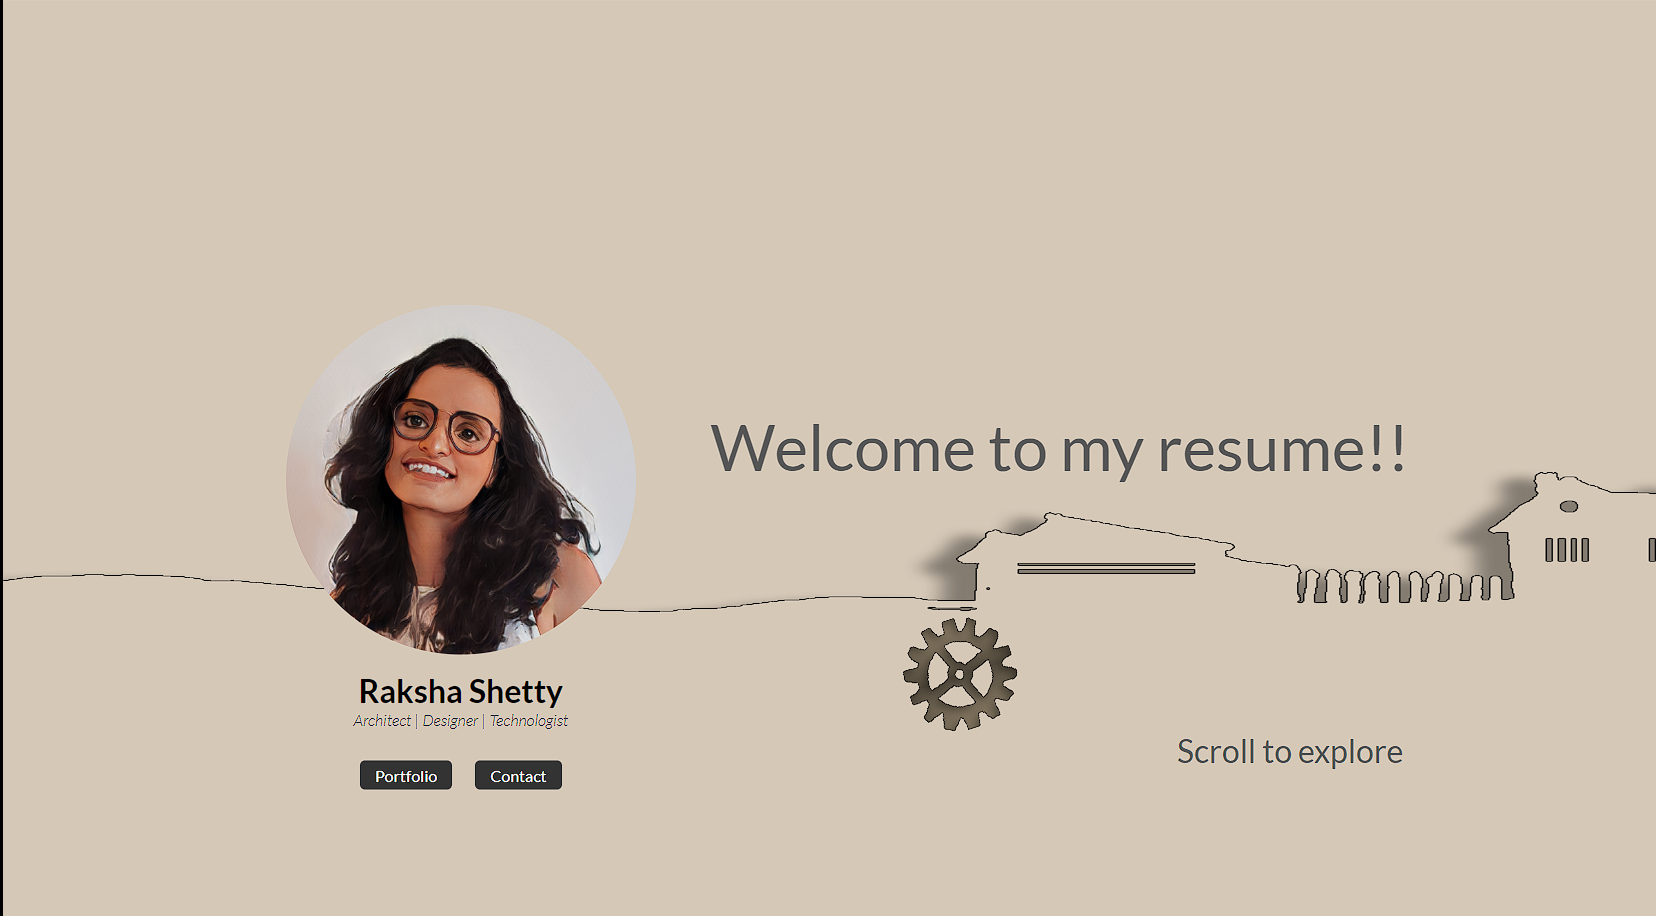 Welcome to my resume!!
Raksha Shetty
Architect | Designer | Technologist
Scroll to explore
Portfolio
Contact